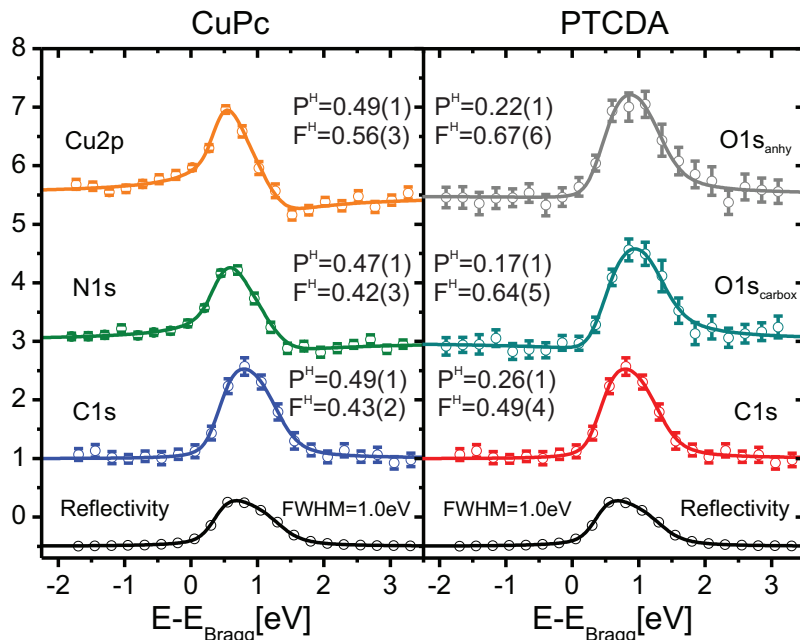 CuPc
PTCDA
8
7
6
5
4
3
2
1
0
Cu2p
P^H=0.49(1)
F^H=0.56(3)
N1s
P^H=0.47(1)
F^H=0.42(3)
C1s
P^H=0.49(1)
F^H=0.43(2)
Reflectivity
FWHM=1.0eV
P^H=0.22(1)
F^H=0.67(6)
O1s_anhy
P^H=0.17(1)
F^H=0.64(5)
O1s_carbox
P^H=0.26(1)
F^H=0.49(4)
C1s
FWHM=1.0eV
Reflectivity
-2 -1 0 1 2 3
-2 -1 0 1 2 3
E-E_Bragg[eV]
E-E_Bragg[eV]